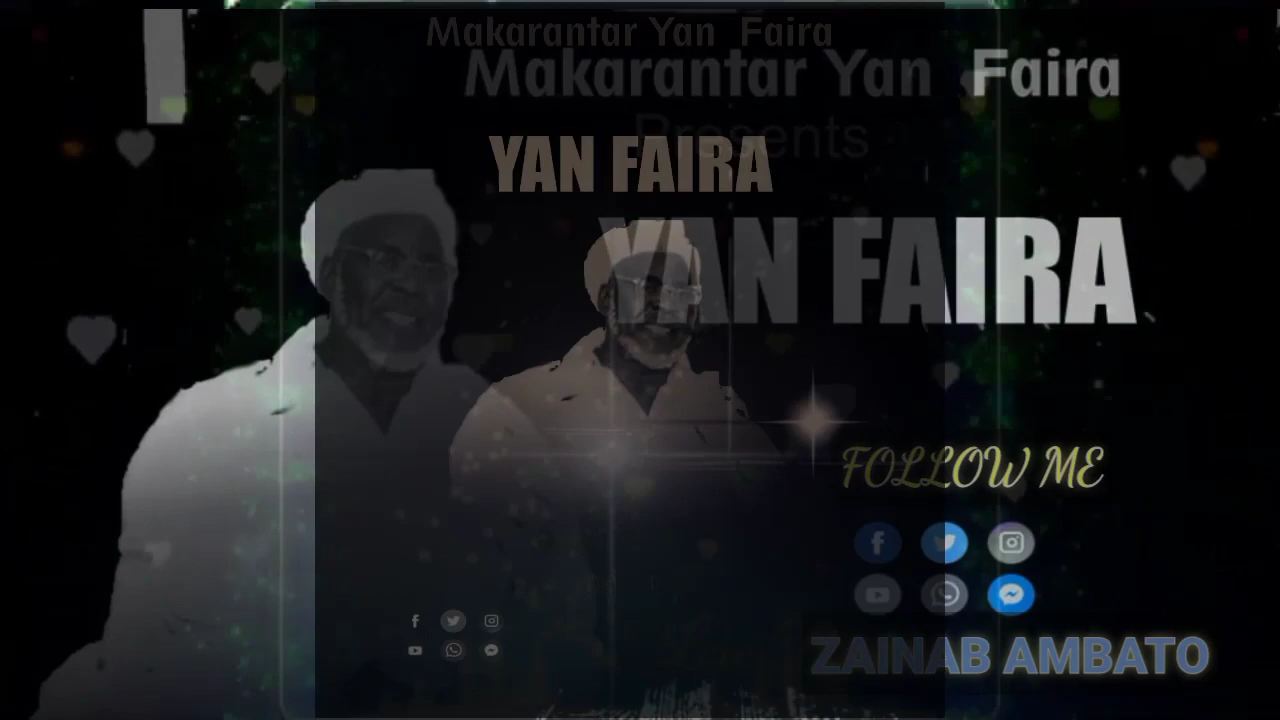 Makarantar Yan Faira
Makarantar Yan Faira
Presents
YAN FAIRA
YAN FAIRA
FOLLOW ME
ZAINAB AMBATO